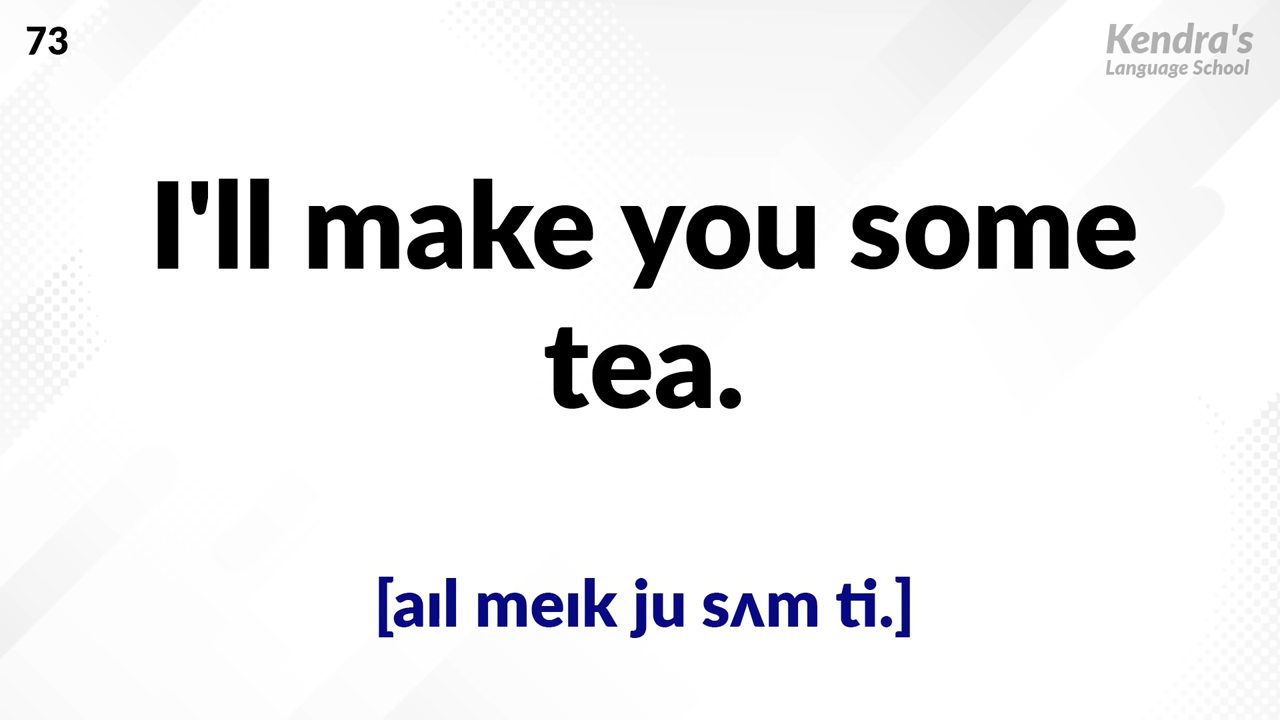 73
Kendra's
Language School
I'll make you some
tea.
[aɪl meɪk ju sʌm ti.]